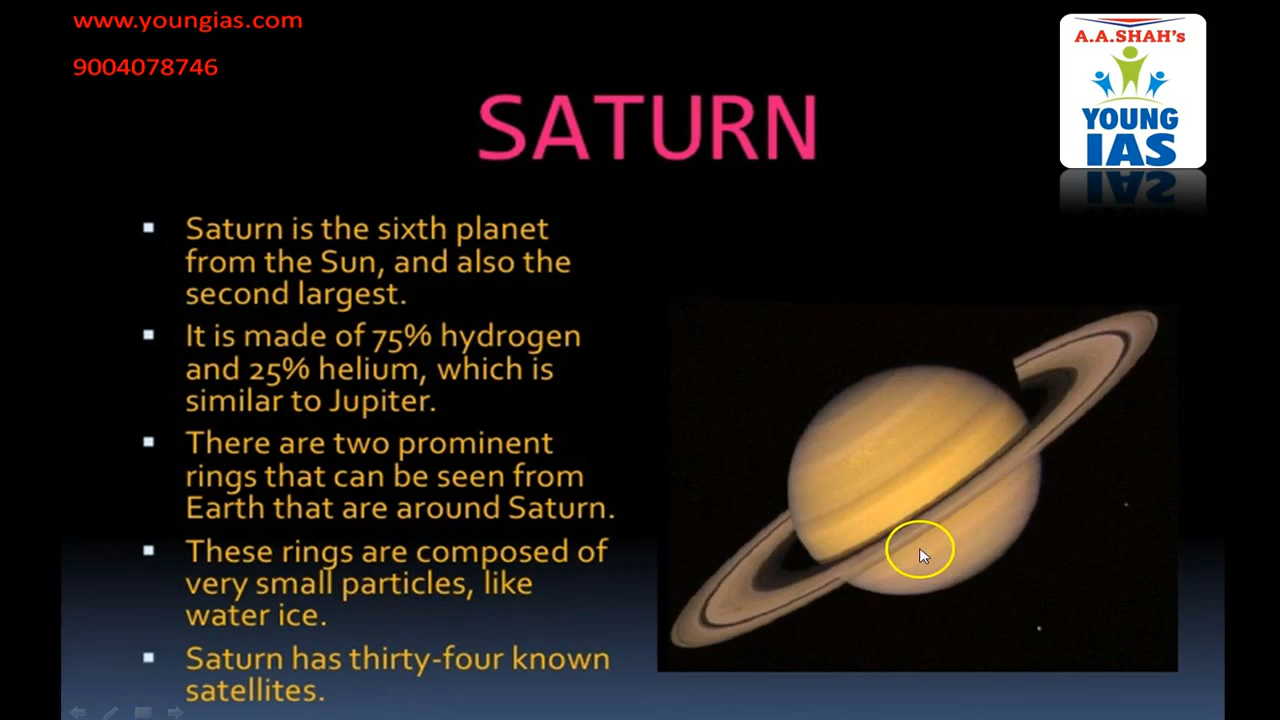 www.youngias.com
9004078746
A.A.SHAH's
YOUNG
IAS
SATURN
Saturn is the sixth planet
from the Sun, and also the
second largest.
It is made of 75% hydrogen
and 25% helium, which is
similar to Jupiter.
There are two prominent
rings that can be seen from
Earth that are around Saturn.
These rings are composed of
very small particles, like
water ice.
Saturn has thirty-four known
satellites.